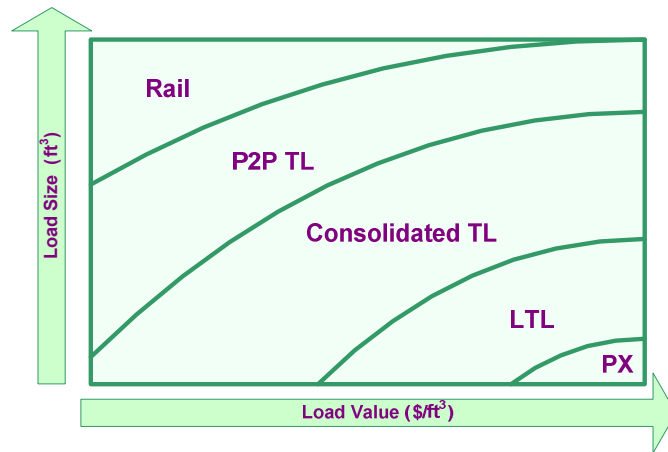 Rail
P2P TL
Consolidated TL
LTL
PX
Load Size (ft³)
Load Value ($/ft³)